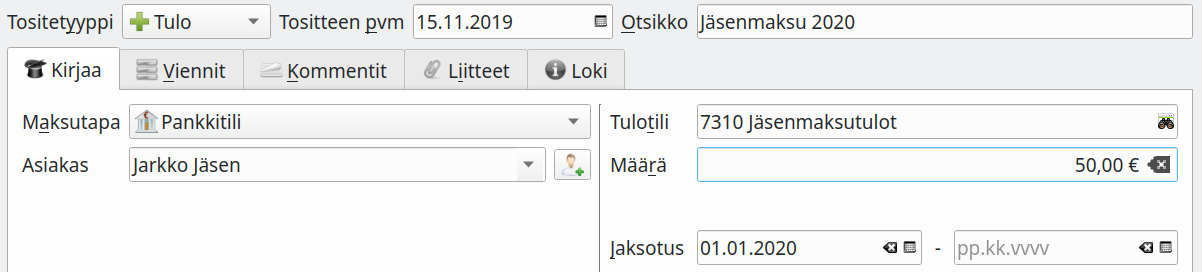 Tositetyyppi Tulo Tositteen pvm 15.11.2019 Otsikko Jäsenmaksu 2020
Kirjaa Viennit Kommentit Liitteet Loki
Maksutapa Pankkitili Tulotili 7310 Jäsenmaksutulot
Asiakas Jarkko Jäsen Määrä 50,00 €
Jaksotus 01.01.2020 - pp.kk.vvvv